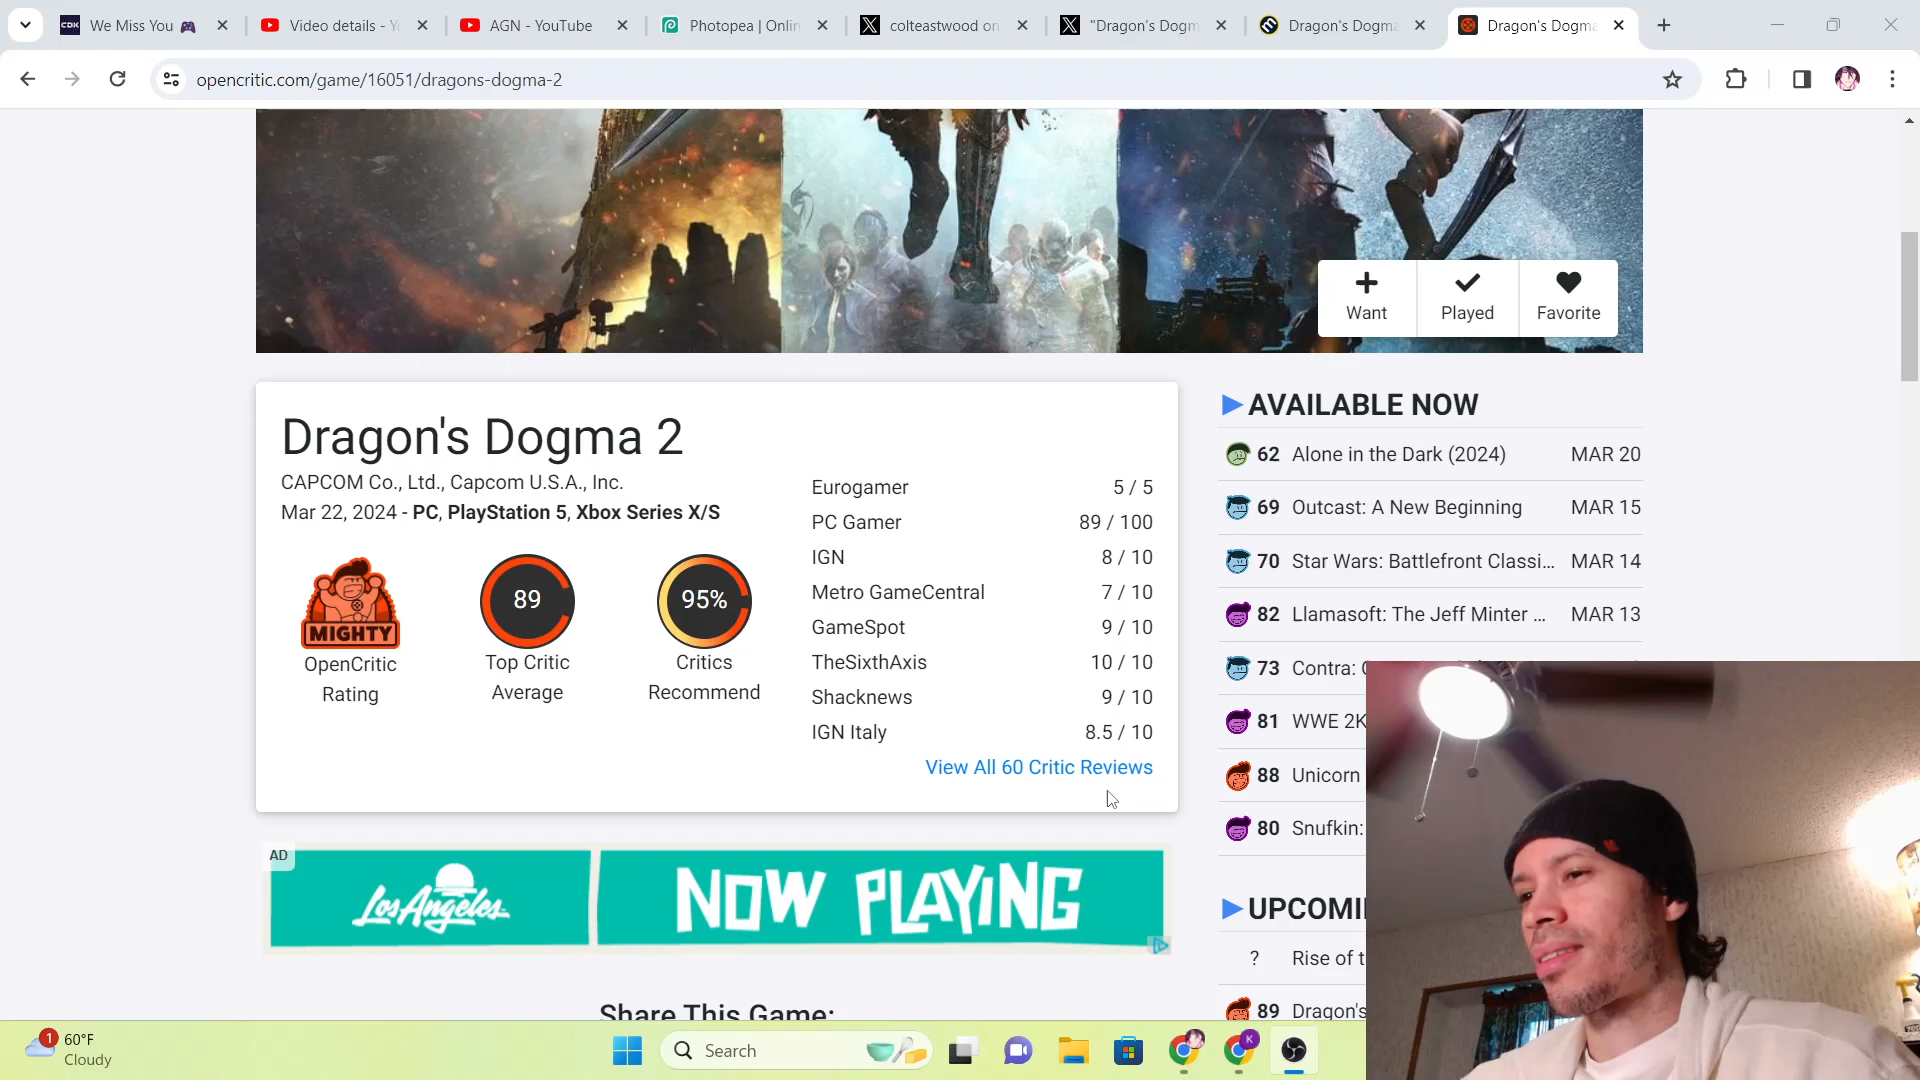 CDK We Miss You
Video details - Y
AGN - YouTube
Photopea | Onlin
colteastwood on
"Dragon's Dogm
Dragon's Dogma
Dragon's Dogma
opencritic.com/game/16051/dragons-dogma-2
Want
Played
Favorite
Dragon's Dogma 2
CAPCOM Co., Ltd., Capcom U.S.A., Inc.
Mar 22, 2024 - PC, PlayStation 5, Xbox Series X/S
MIGHTY
OpenCritic
Rating
89
Top Critic
Average
95%
Critics
Recommend
Eurogamer 5 / 5
PC Gamer 89 / 100
IGN 8 / 10
Metro GameCentral 7 / 10
GameSpot 9 / 10
TheSixthAxis 10 / 10
Shacknews 9 / 10
IGN Italy 8.5 / 10
View All 60 Critic Reviews
AVAILABLE NOW
62 Alone in the Dark (2024) MAR 20
69 Outcast: A New Beginning MAR 15
70 Star Wars: Battlefront Classi... MAR 14
82 Llamasoft: The Jeff Minter ... MAR 13
73 Contra:
81 WWE 2K
88 Unicorn
80 Snufkin:
UPCOMI
? Rise of t
89 Dragon's
AD
Los Angeles
NOW PLAYING
Share This Game:
1
60°F
Cloudy
Search
K